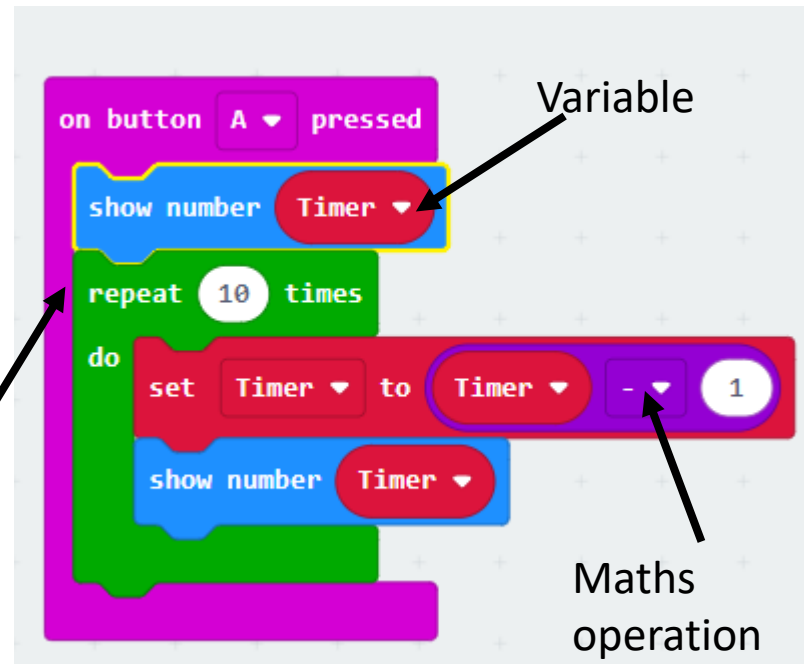 Variable
on button A pressed
show number Timer
repeat 10 times
do
set Timer to Timer - 1
show number Timer
Maths
operation